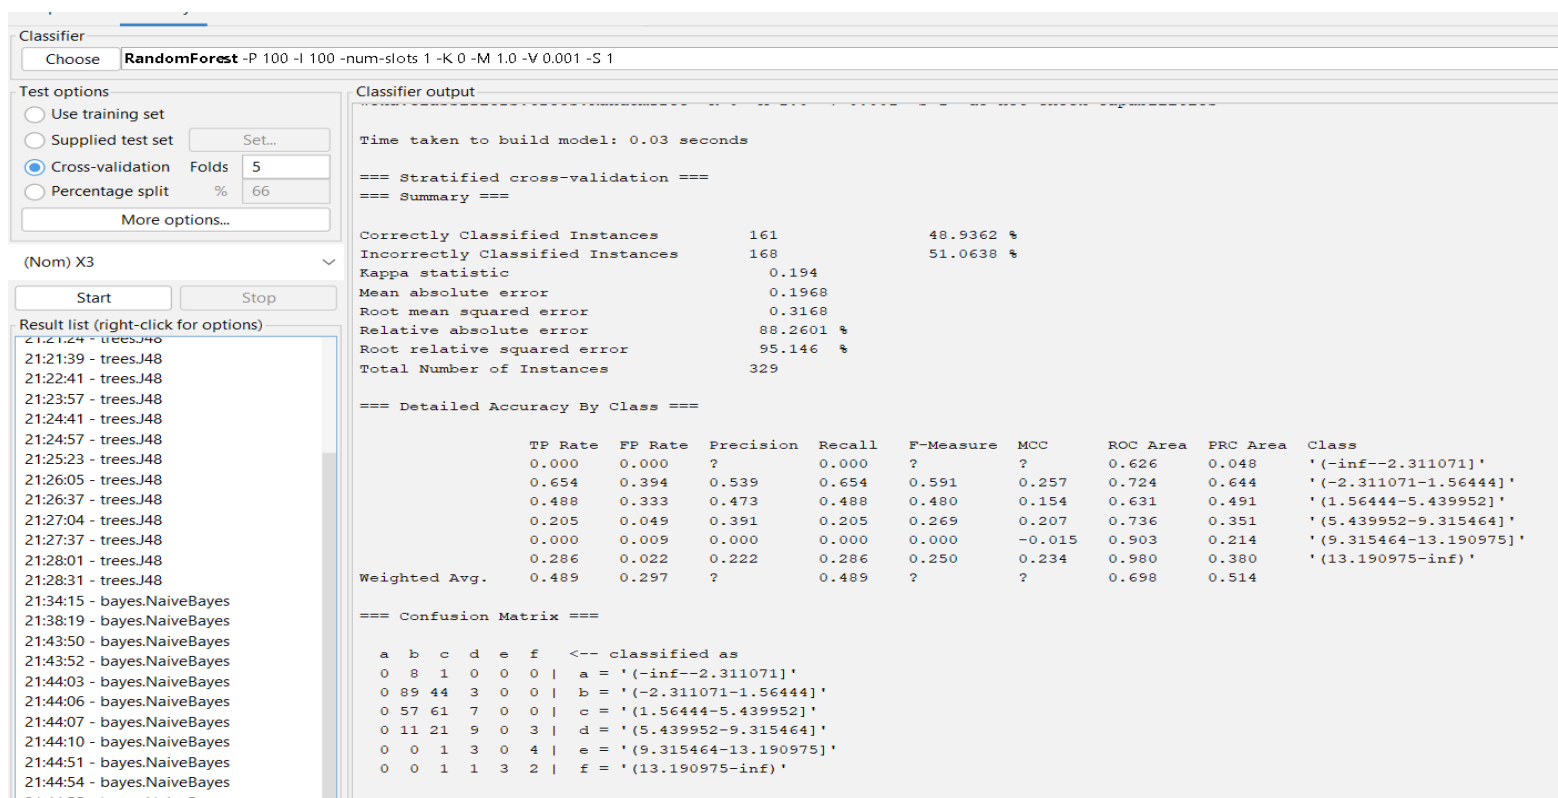 Classifier
Choose RandomForest -P 100 -I 100 -num-slots 1 -K 0 -M 1.0 -V 0.001 -S 1
Test options
Use training set
Supplied test set Set...
Cross-validation Folds 5
Percentage split % 66
More options...
(Nom) X3
Start Stop
Result list (right-click for options)
21:21:24 - trees.J48
21:21:39 - trees.J48
21:22:41 - trees.J48
21:23:57 - trees.J48
21:24:41 - trees.J48
21:24:57 - trees.J48
21:25:23 - trees.J48
21:26:05 - trees.J48
21:26:37 - trees.J48
21:27:04 - trees.J48
21:27:37 - trees.J48
21:28:01 - trees.J48
21:28:31 - trees.J48
21:34:15 - bayes.NaiveBayes
21:38:19 - bayes.NaiveBayes
21:43:50 - bayes.NaiveBayes
21:43:52 - bayes.NaiveBayes
21:44:03 - bayes.NaiveBayes
21:44:06 - bayes.NaiveBayes
21:44:07 - bayes.NaiveBayes
21:44:10 - bayes.NaiveBayes
21:44:51 - bayes.NaiveBayes
21:44:54 - bayes.NaiveBayes
Classifier output
Time taken to build model: 0.03 seconds
=== Stratified cross-validation ===
=== Summary ===
Correctly Classified Instances 161 48.9362 %
Incorrectly Classified Instances 168 51.0638 %
Kappa statistic 0.194
Mean absolute error 0.1968
Root mean squared error 0.3168
Relative absolute error 88.2601 %
Root relative squared error 95.146 %
Total Number of Instances 329
=== Detailed Accuracy By Class ===
TP Rate FP Rate Precision Recall F-Measure MCC ROC Area PRC Area Class
0.000 0.000 ? 0.000 ? ? 0.626 0.048 '(-inf--2.311071]'
0.654 0.394 0.539 0.654 0.591 0.257 0.724 0.644 '(-2.311071-1.56444]'
0.488 0.333 0.473 0.488 0.480 0.154 0.631 0.491 '(1.56444-5.439952]'
0.205 0.049 0.391 0.205 0.269 0.207 0.736 0.351 '(5.439952-9.315464]'
0.000 0.009 0.000 0.000 0.000 -0.015 0.903 0.214 '(9.315464-13.190975]'
0.286 0.022 0.222 0.286 0.250 0.234 0.980 0.380 '(13.190975-inf)'
Weighted Avg. 0.489 0.297 ? 0.489 ? ? 0.698 0.514
=== Confusion Matrix ===
a b c d e f <-- classified as
0 8 1 0 0 0 | a = '(-inf--2.311071]'
0 89 44 3 0 0 | b = '(-2.311071-1.56444]'
0 57 61 7 0 0 | c = '(1.56444-5.439952]'
0 11 21 9 0 3 | d = '(5.439952-9.315464]'
0 0 1 3 0 4 | e = '(9.315464-13.190975]'
0 0 1 1 3 2 | f = '(13.190975-inf)'